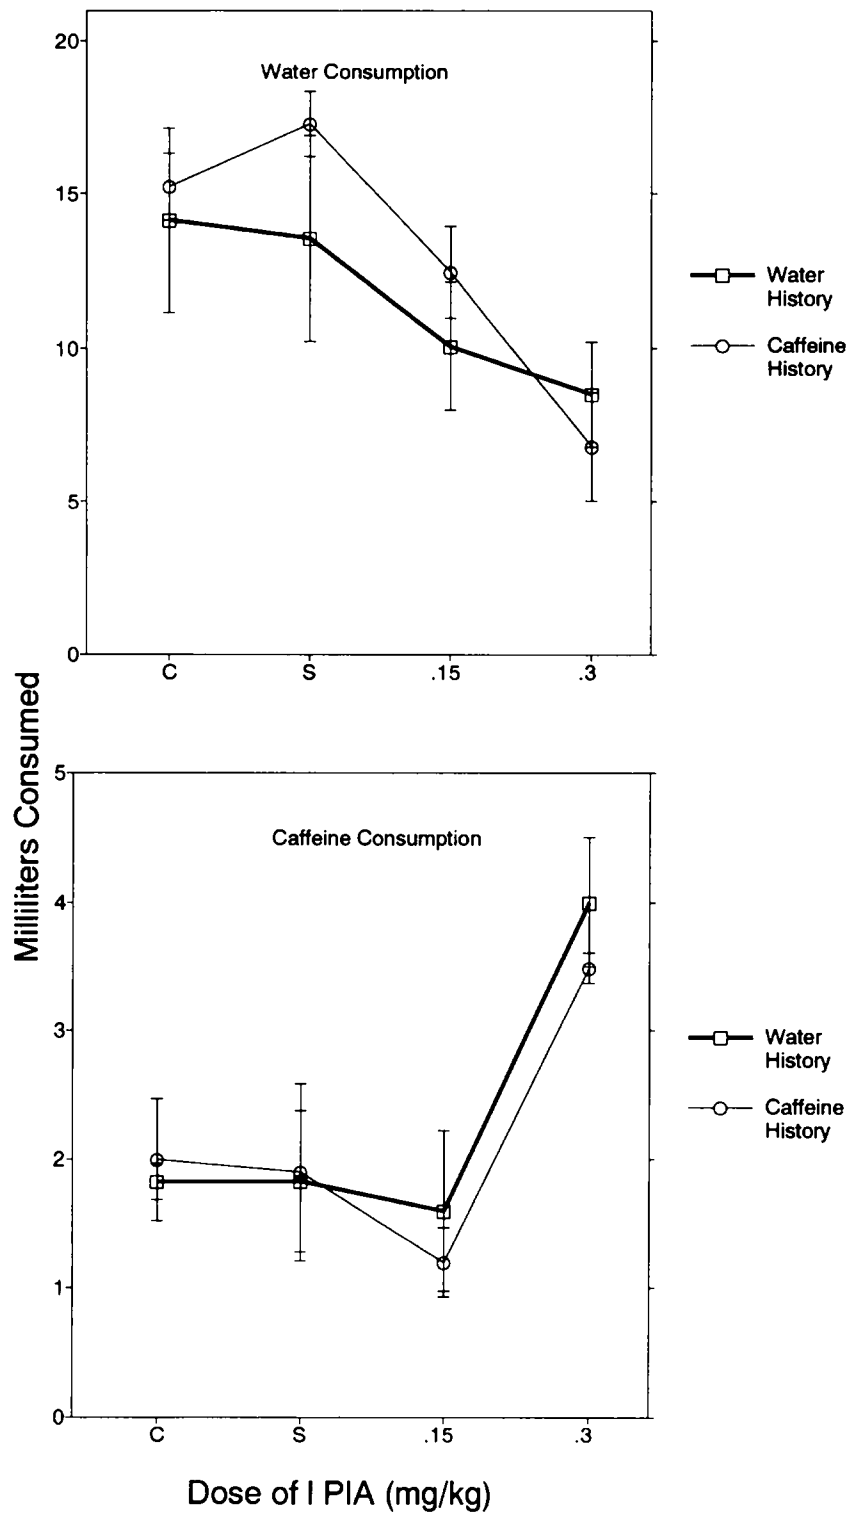 20
Water Consumption
15
10
5
0
C
S
.15
.3
Water
History
Caffeine
History
Milliliters Consumed
5
Caffeine Consumption
4
3
2
1
0
C
S
.15
.3
Water
History
Caffeine
History
Dose of l PIA (mg/kg)